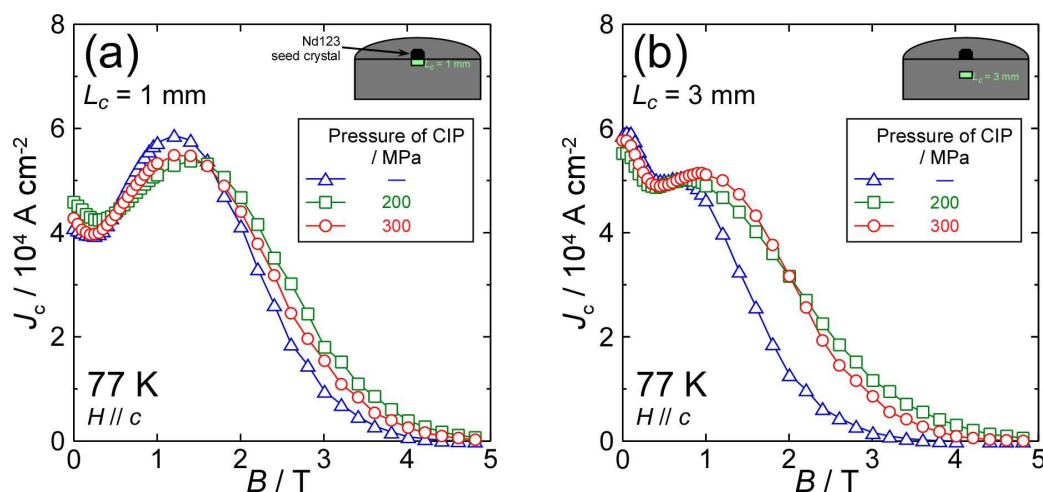 (a)
L_c = 1 mm
Nd123
seed crystal
L_c = 1 mm
Pressure of CIP
/ MPa
—
200
300
77 K
H // c
J_c / 10^4 A cm^-2
8
6
4
2
0
0 1 2 3 4 5
B / T
(b)
L_c = 3 mm
L_c = 3 mm
Pressure of CIP
/ MPa
—
200
300
77 K
H // c
J_c / 10^4 A cm^-2
8
6
4
2
0
0 1 2 3 4 5
B / T